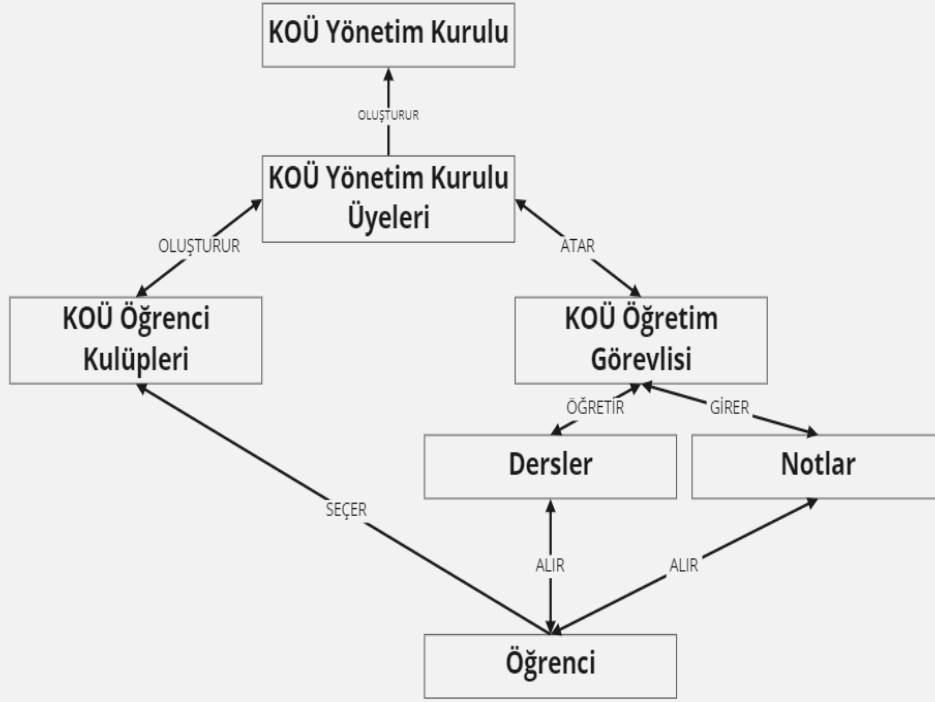 KOÜ Yönetim Kurulu
OLUŞTURUR
KOÜ Yönetim Kurulu
Üyeleri
OLUŞTURUR
ATAR
KOÜ Öğrenci
Kulüpleri
KOÜ Öğretim
Görevlisi
ÖĞRETİR
GİRER
Dersler
Notlar
SEÇER
ALIR
ALIR
Öğrenci